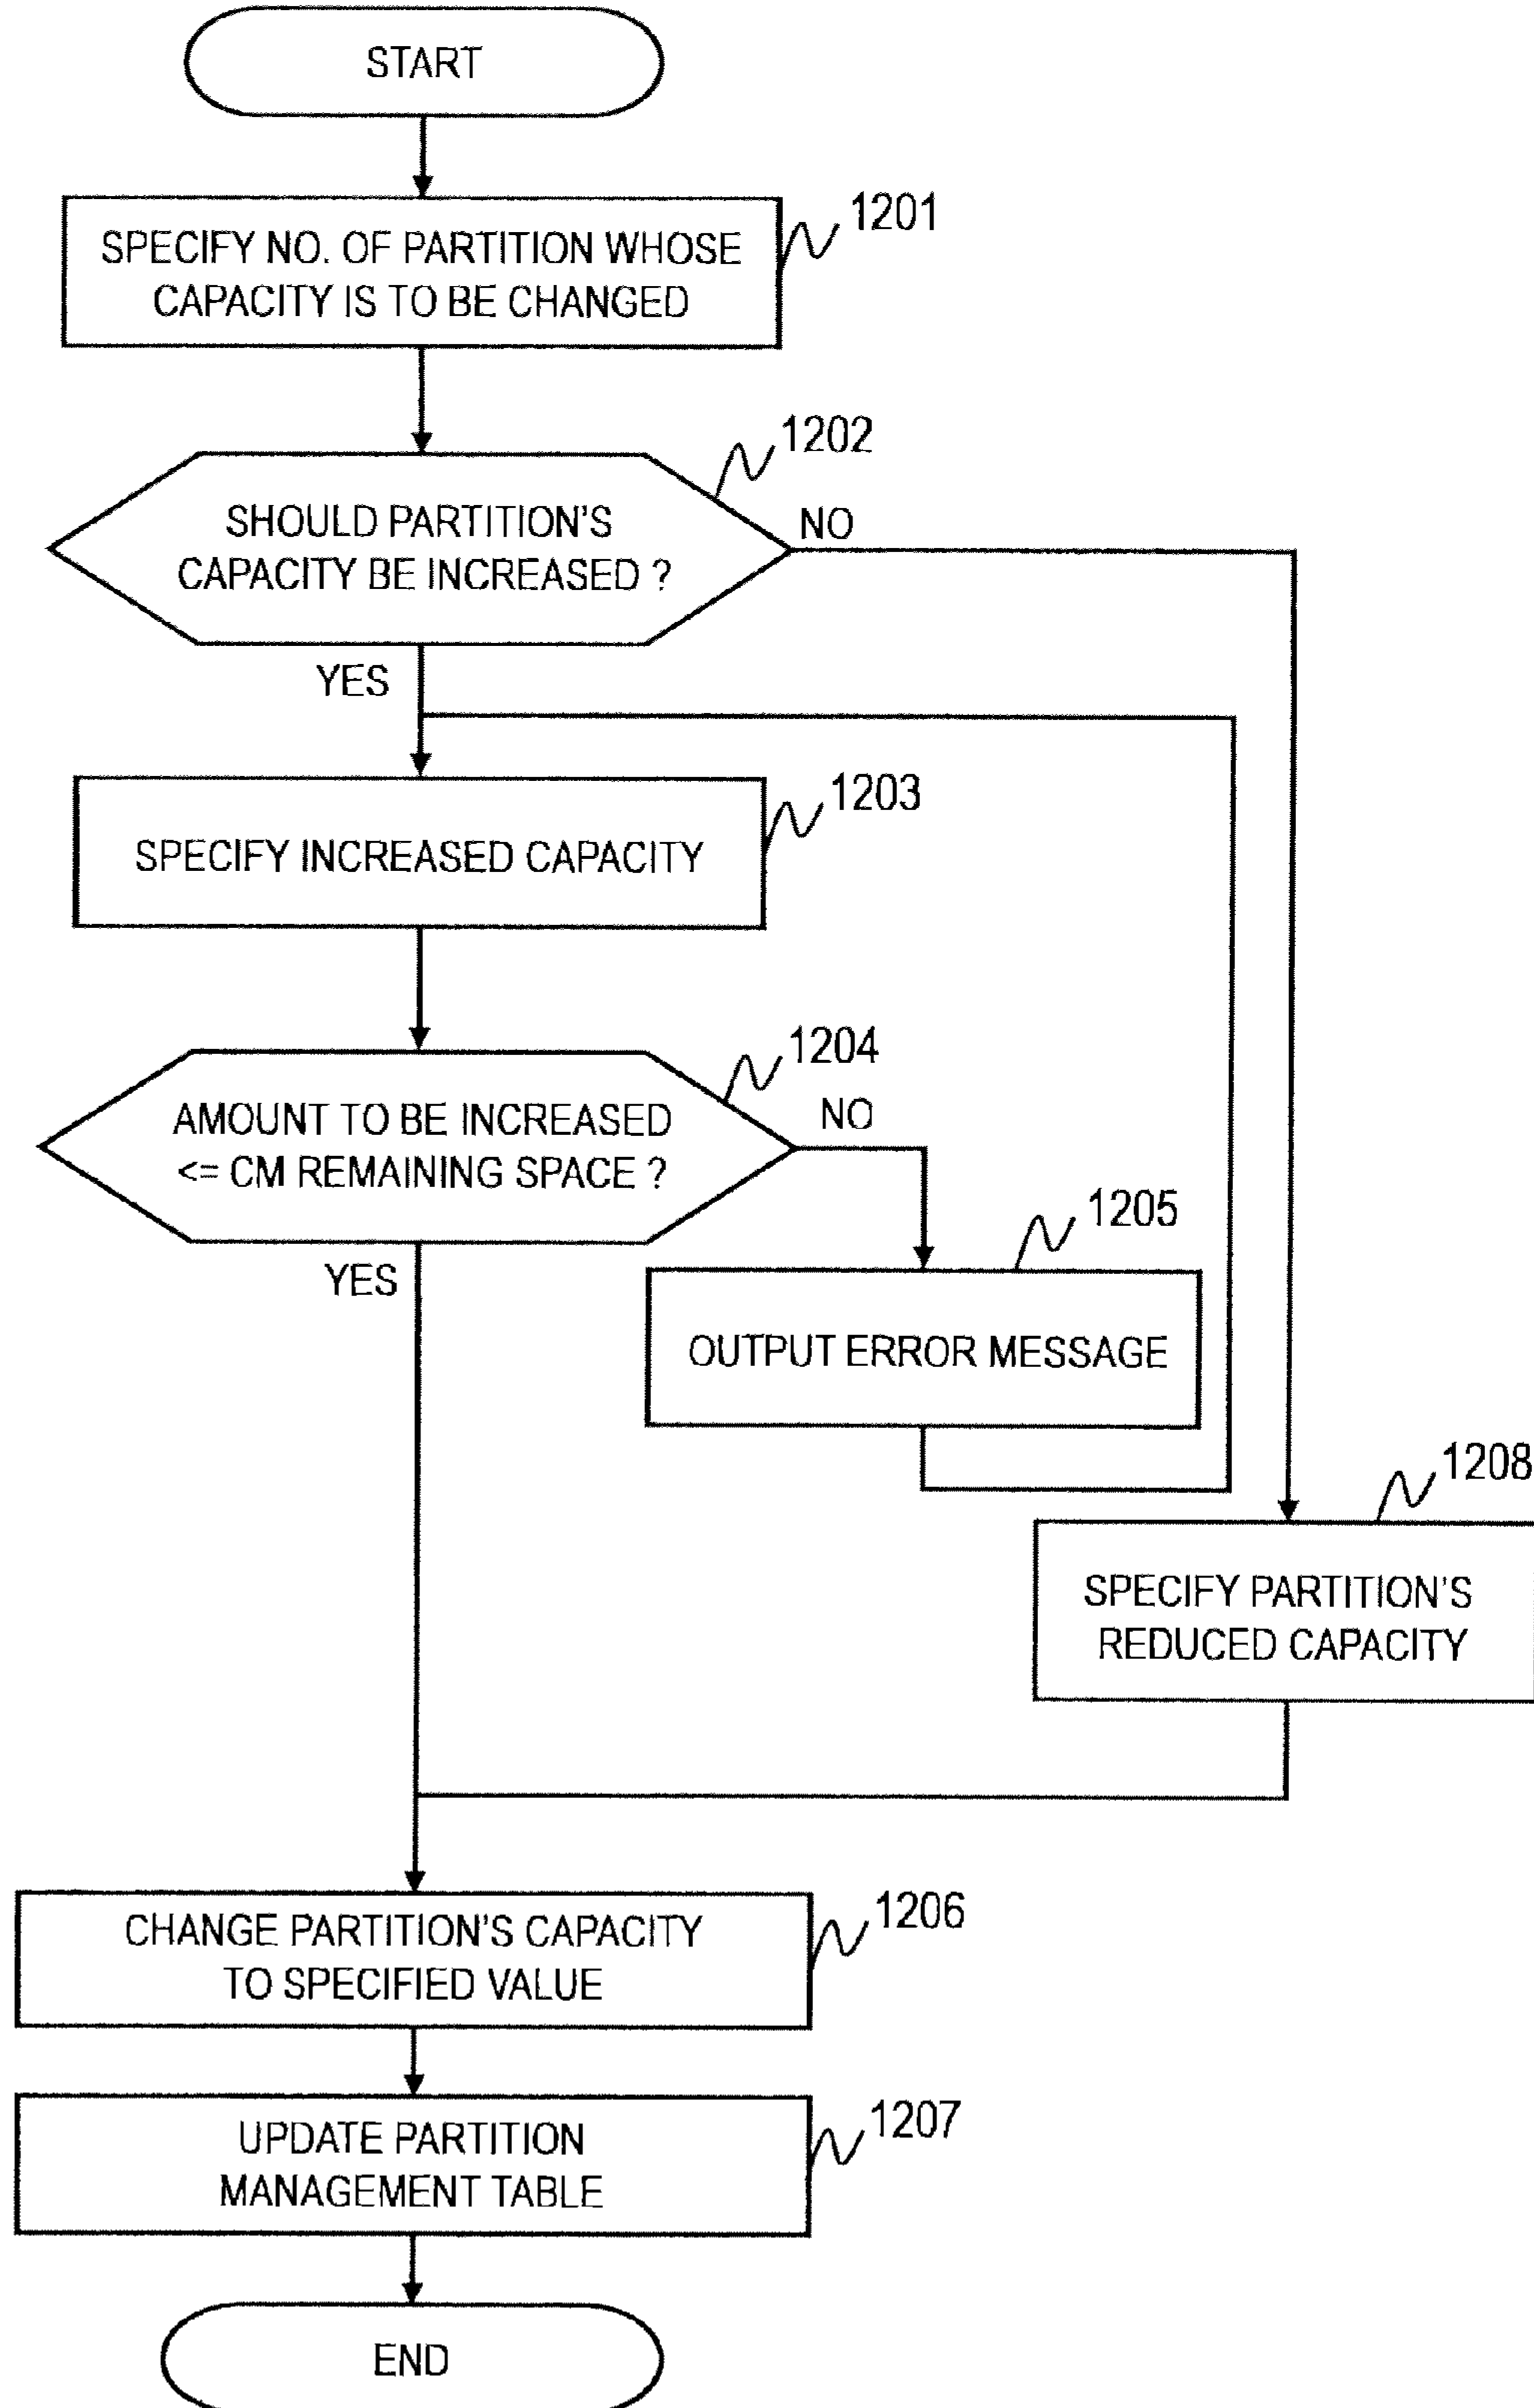 START
1201
SPECIFY NO. OF PARTITION WHOSE
CAPACITY IS TO BE CHANGED
1202
SHOULD PARTITION'S
CAPACITY BE INCREASED ?
NO
YES
1203
SPECIFY INCREASED CAPACITY
1204
AMOUNT TO BE INCREASED
<= CM REMAINING SPACE ?
NO
YES
1205
OUTPUT ERROR MESSAGE
1208
SPECIFY PARTITION'S
REDUCED CAPACITY
1206
CHANGE PARTITION'S CAPACITY
TO SPECIFIED VALUE
1207
UPDATE PARTITION
MANAGEMENT TABLE
END